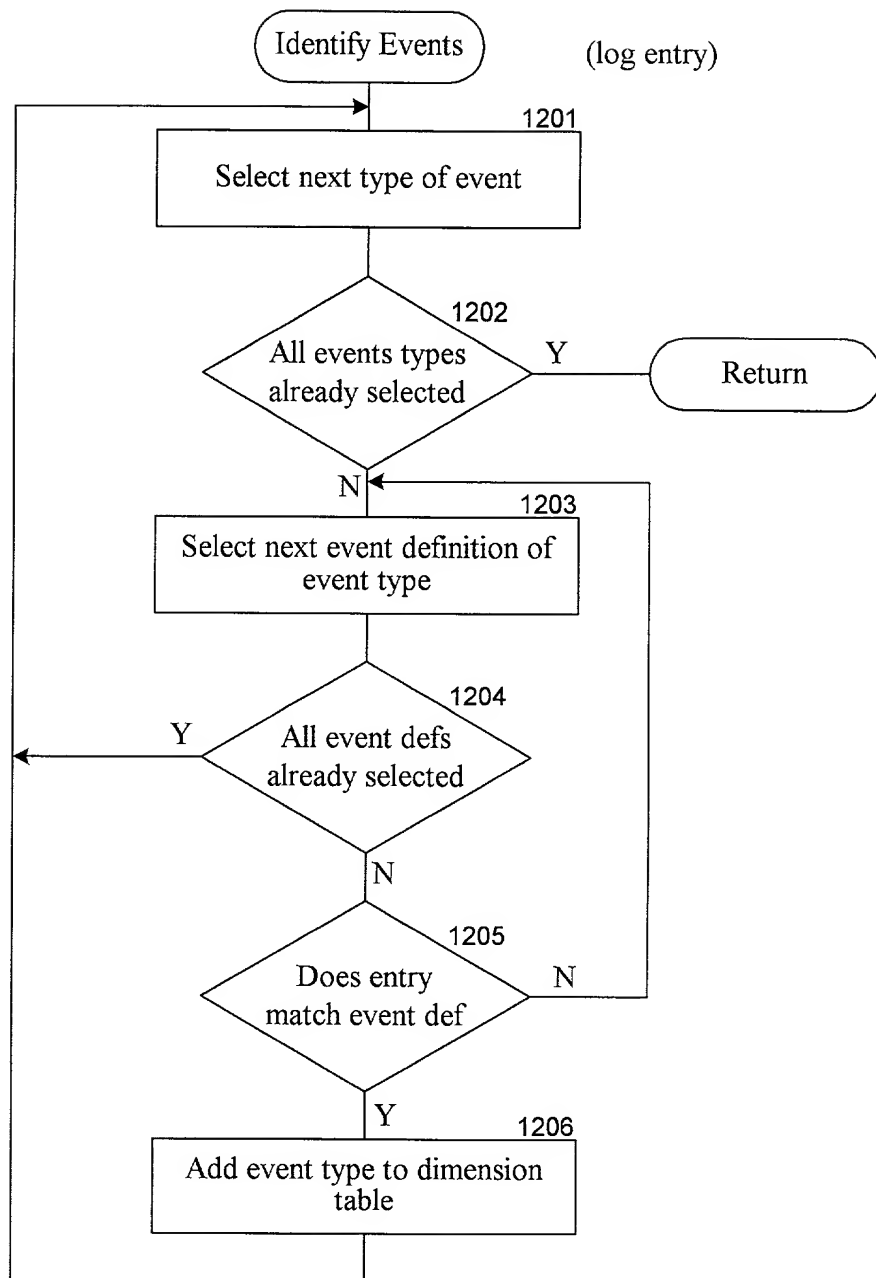 Identify Events
(log entry)
1201
Select next type of event
1202
All events types
already selected
Y
Return
N
1203
Select next event definition of
event type
1204
All event defs
already selected
Y
N
1205
Does entry
match event def
N
Y
1206
Add event type to dimension
table